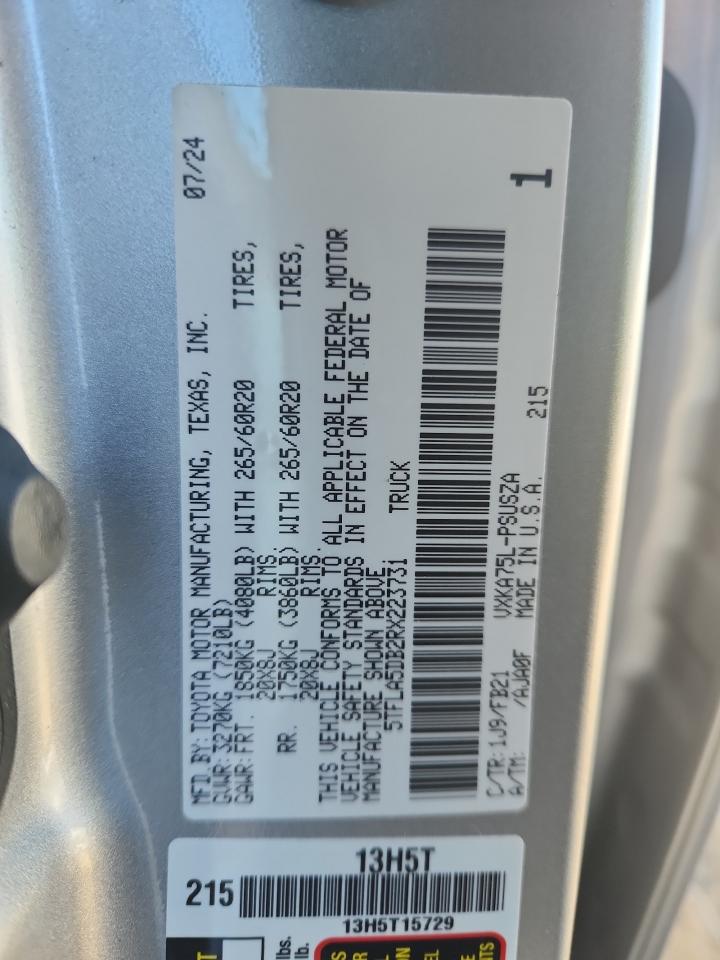 MFD.BY:TOYOTA MOTOR MANUFACTURING, TEXAS, INC. 07/24
GVWR:3270KG(7210LB)
GAWR:FRT. 1850KG(4080LB) WITH 265/60R20 TIRES,
20X8J RIMS.
RR. 1750KG(3860LB) WITH 265/60R20 TIRES,
20X8J RIMS.
THIS VEHICLE CONFORMS TO ALL APPLICABLE FEDERAL MOTOR
VEHICLE SAFETY STANDARDS IN EFFECT ON THE DATE OF
MANUFACTURE SHOWN ABOVE.
5TFLA5DB2RX223731 TRUCK
1
C/TR:1J9/FB21 VXKA75L-PSUSZA
A/TM: /AJA0F MADE IN U.S.A. 215
13H5T
215
13H5T15729
lbs.
lb.